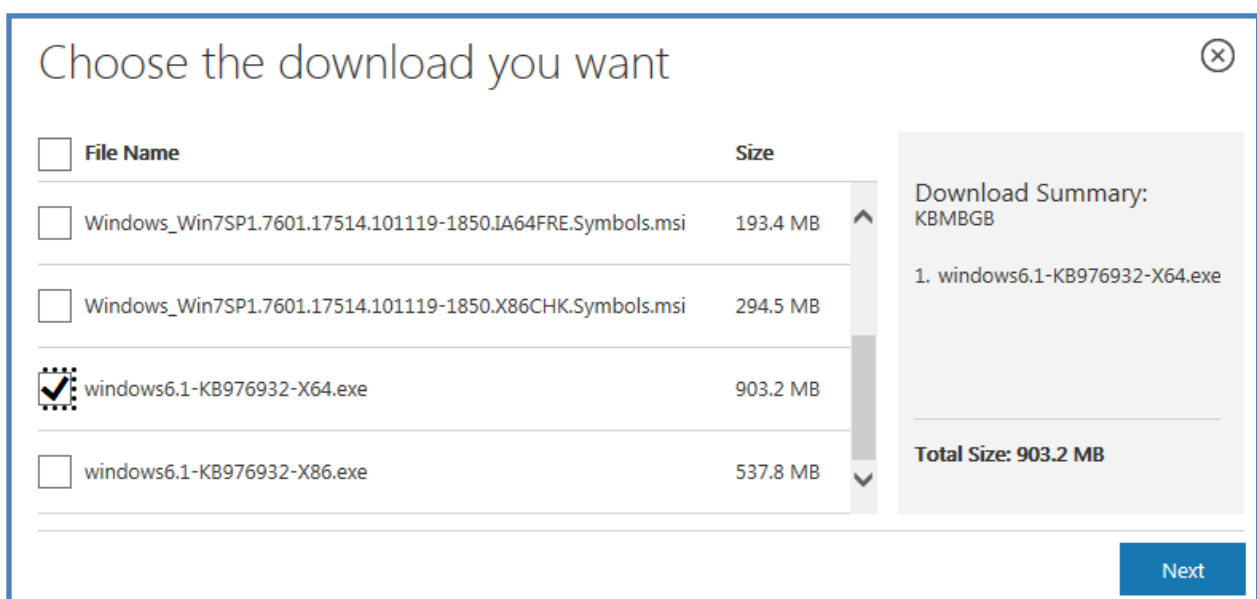 Choose the download you want
File Name Size
Windows_Win7SP1.7601.17514.101119-1850.IA64FRE.Symbols.msi 193.4 MB
Windows_Win7SP1.7601.17514.101119-1850.X86CHK.Symbols.msi 294.5 MB
windows6.1-KB976932-X64.exe 903.2 MB
windows6.1-KB976932-X86.exe 537.8 MB
Download Summary:
KBMBGB
1. windows6.1-KB976932-X64.exe
Total Size: 903.2 MB
Next